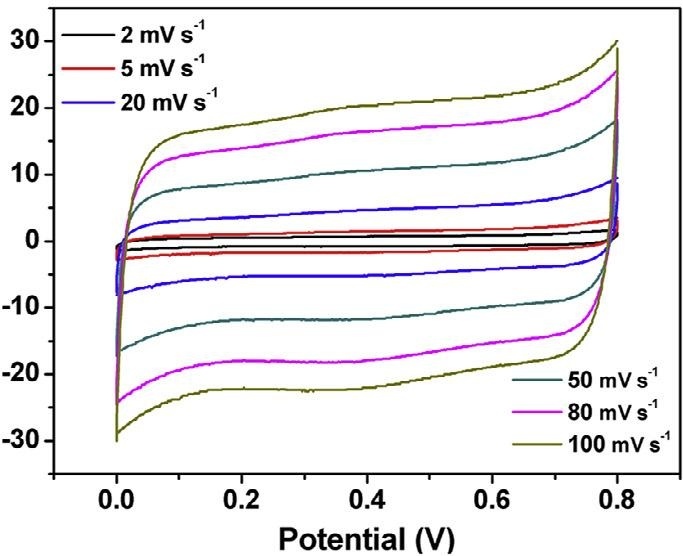 30
20
10
0
-10
-20
-30
2 mV s⁻¹
5 mV s⁻¹
20 mV s⁻¹
50 mV s⁻¹
80 mV s⁻¹
100 mV s⁻¹
0.0 0.2 0.4 0.6 0.8
Potential (V)